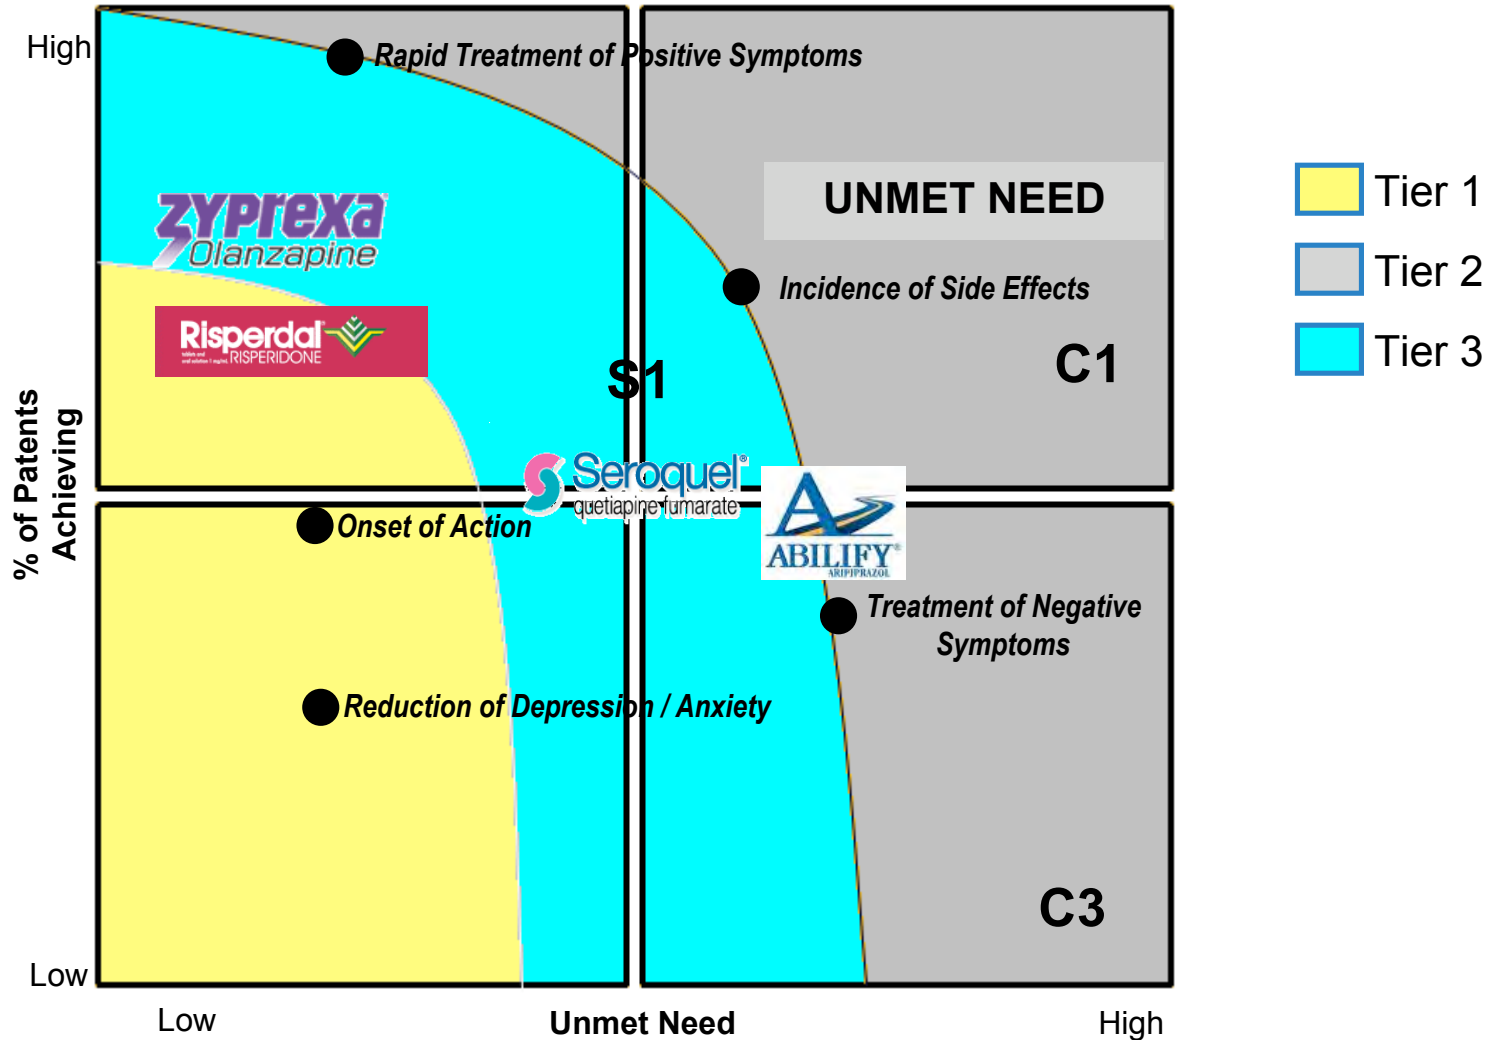 High
Rapid Treatment of Positive Symptoms
Tier 1
UNMET NEED
zyprexa
Olanzapine
Tier 2
Incidence of Side Effects
Risperdal®
RISPERIDONE
Tier 3
S1
C1
% of Patents
Achieving
Seroquel®
quetiapine fumarate
A
ABILIFY®
ARIPIPRAZOL
Onset of Action
Treatment of Negative
Symptoms
Reduction of Depression / Anxiety
C3
Low
Low
Unmet Need
High